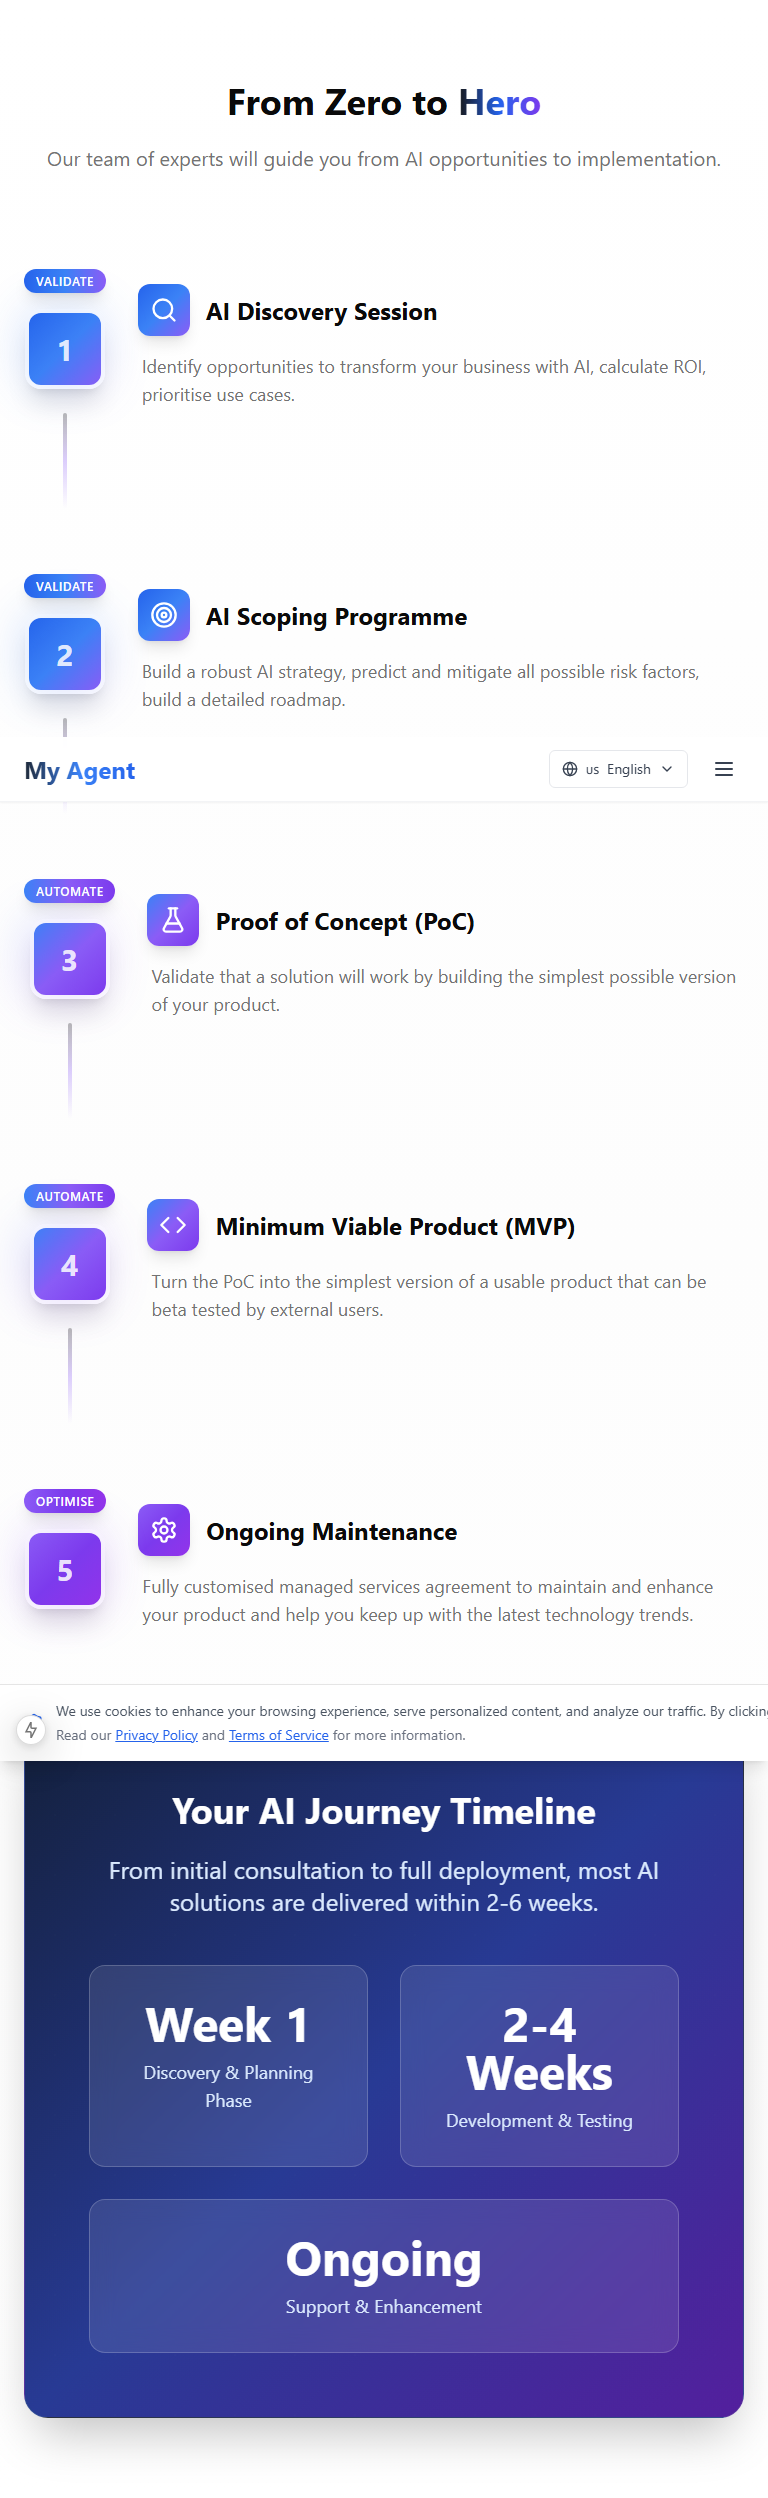 From Zero to Hero
Our team of experts will guide you from AI opportunities to implementation.
VALIDATE
1
AI Discovery Session
Identify opportunities to transform your business with AI, calculate ROI,
prioritise use cases.
VALIDATE
2
AI Scoping Programme
Build a robust AI strategy, predict and mitigate all possible risk factors,
build a detailed roadmap.
My Agent
us English
AUTOMATE
3
Proof of Concept (PoC)
Validate that a solution will work by building the simplest possible version
of your product.
AUTOMATE
4
Minimum Viable Product (MVP)
Turn the PoC into the simplest version of a usable product that can be
beta tested by external users.
OPTIMISE
5
Ongoing Maintenance
Fully customised managed services agreement to maintain and enhance
your product and help you keep up with the latest technology trends.
We use cookies to enhance your browsing experience, serve personalized content, and analyze our traffic. By clicking
Read our Privacy Policy and Terms of Service for more information.
Your AI Journey Timeline
From initial consultation to full deployment, most AI
solutions are delivered within 2-6 weeks.
Week 1
Discovery & Planning
Phase
2-4
Weeks
Development & Testing
Ongoing
Support & Enhancement